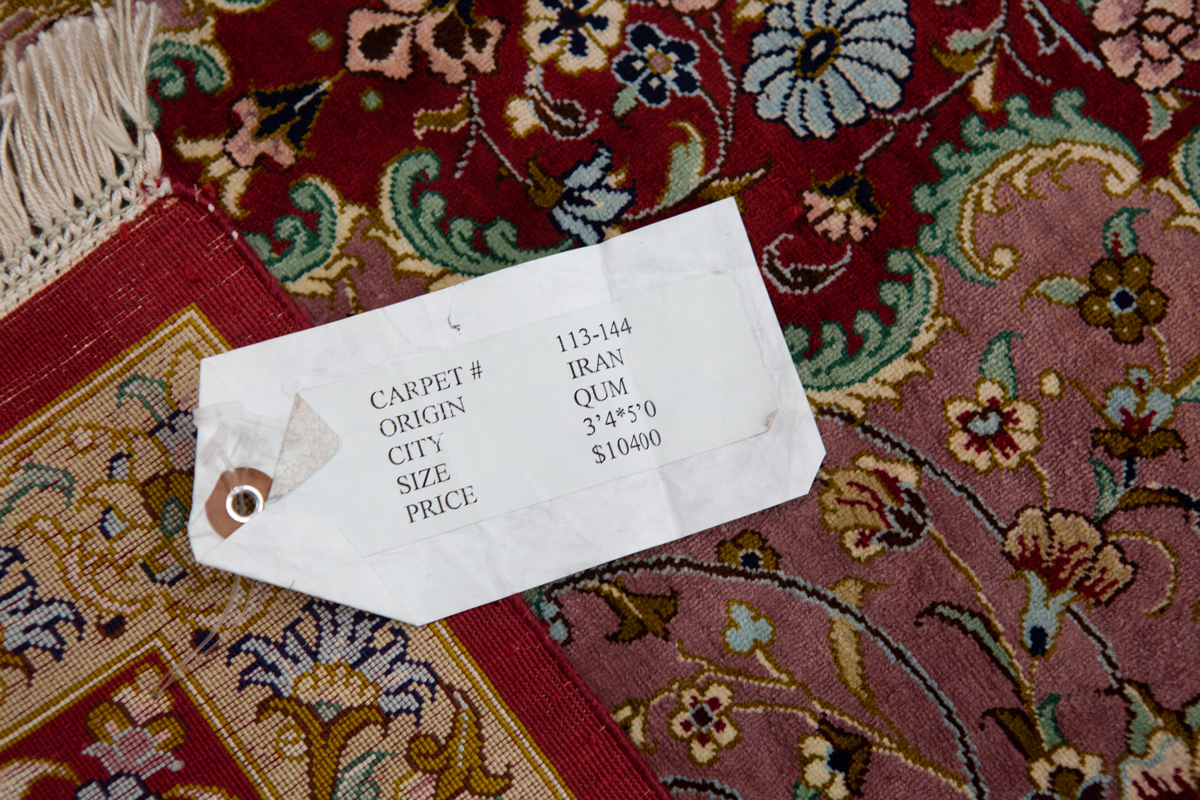 CARPET # 113-144
ORIGIN IRAN
CITY QUM
SIZE 3'4*5'0
PRICE $10400